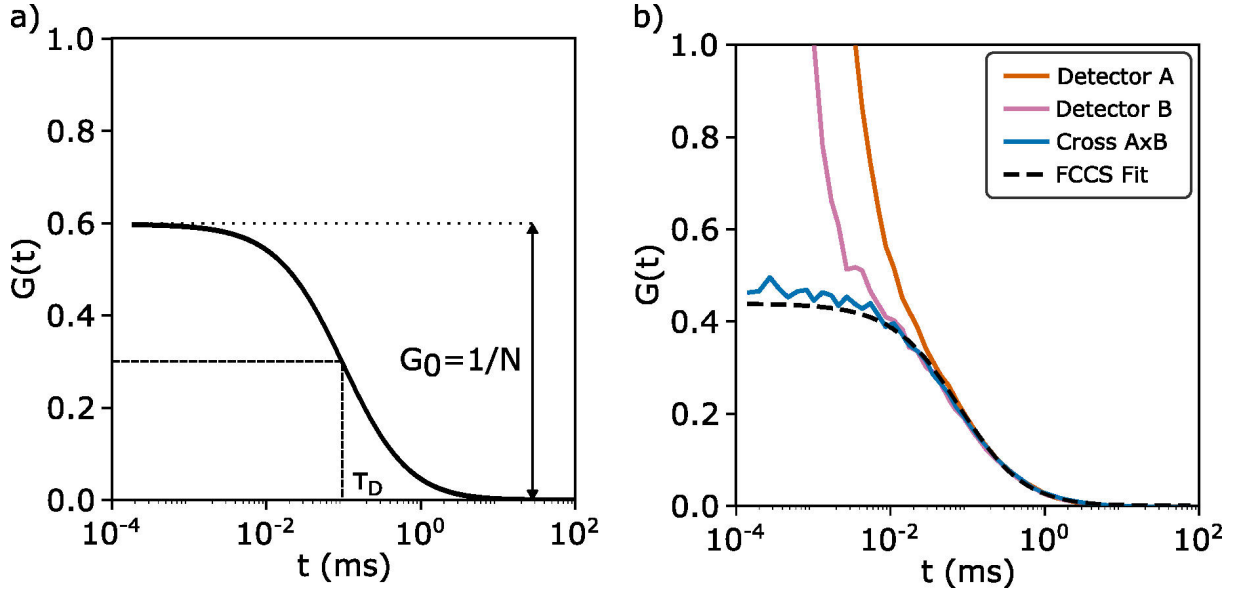 a)
1.0
0.8
0.6
0.4
0.2
0.0
G(t)
G₀=1/N
τD
10⁻⁴
10⁻²
10⁰
10²
t (ms)
b)
1.0
0.8
0.6
0.4
0.2
0.0
G(t)
Detector A
Detector B
Cross AxB
FCCS Fit
10⁻⁴
10⁻²
10⁰
10²
t (ms)